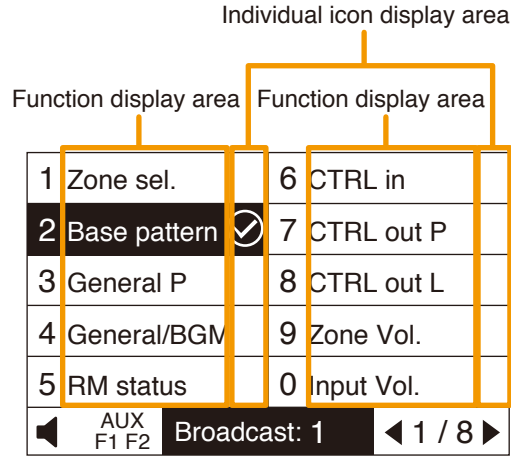 Individual icon display area
Function display area Function display area
1 Zone sel. 6 CTRL in
2 Base pattern 7 CTRL out P
3 General P 8 CTRL out L
4 General/BGM 9 Zone Vol.
5 RM status 0 Input Vol.
AUX
F1 F2 Broadcast: 1 1 / 8